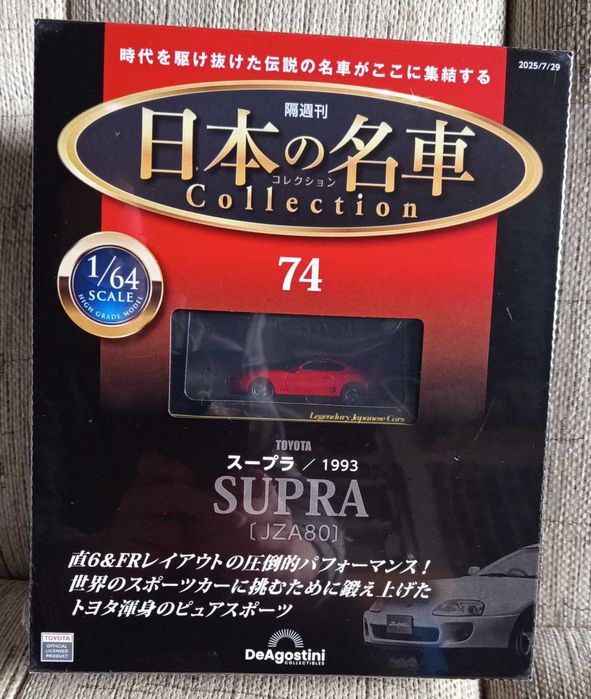 時代を駆け抜けた伝説の名車がここに集結する
2025/7/29
隔週刊
日本の名車
コレクション
Collection
1/64
SCALE
HIGH GRADE MODEL
74
Legendary Japanese Cars
TOYOTA
スープラ / 1993
SUPRA
[JZA80]
直6&FRレイアウトの圧倒的パフォーマンス!
世界のスポーツカーに挑むために鍛え上げた
トヨタ渾身のピュアスポーツ
Supra
TOYOTA
OFFICIAL
LICENSED
PRODUCT
DeAGOSTINI
COLLECTIBLES